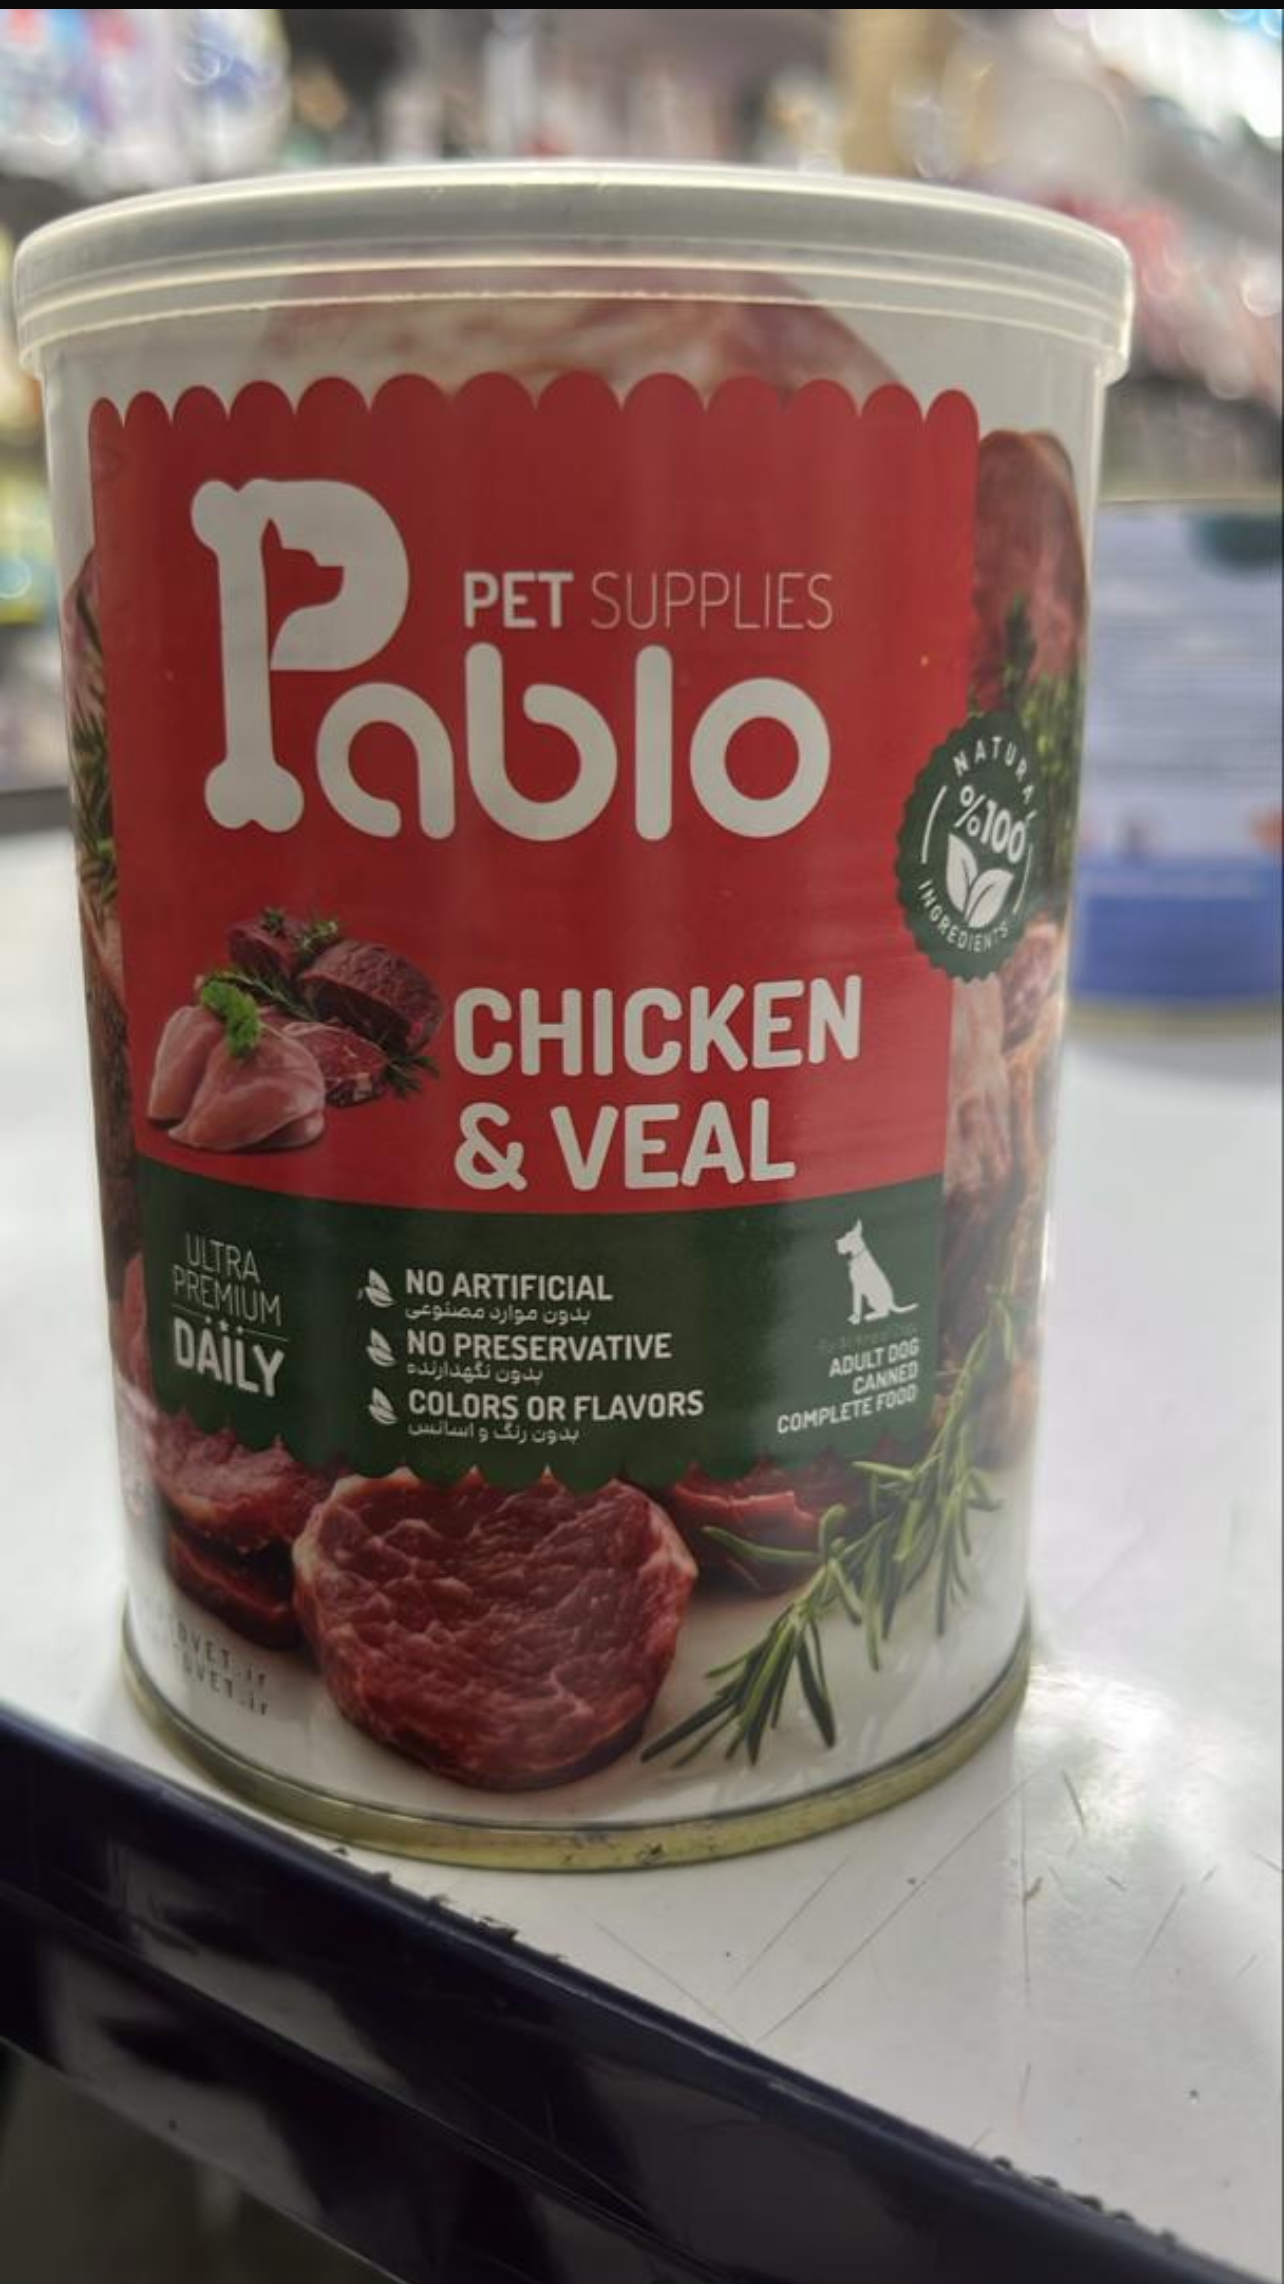 PET SUPPLIES
Pablo
NATURAL
%100
INGREDIENTS
CHICKEN
& VEAL
ULTRA
PREMIUM
DAILY
NO ARTIFICIAL
بدون موارد مصنوعی
NO PRESERVATIVE
بدون نگهدارنده
COLORS OR FLAVORS
بدون رنگ و اسانس
ADULT DOG
CANNED
COMPLETE FOOD